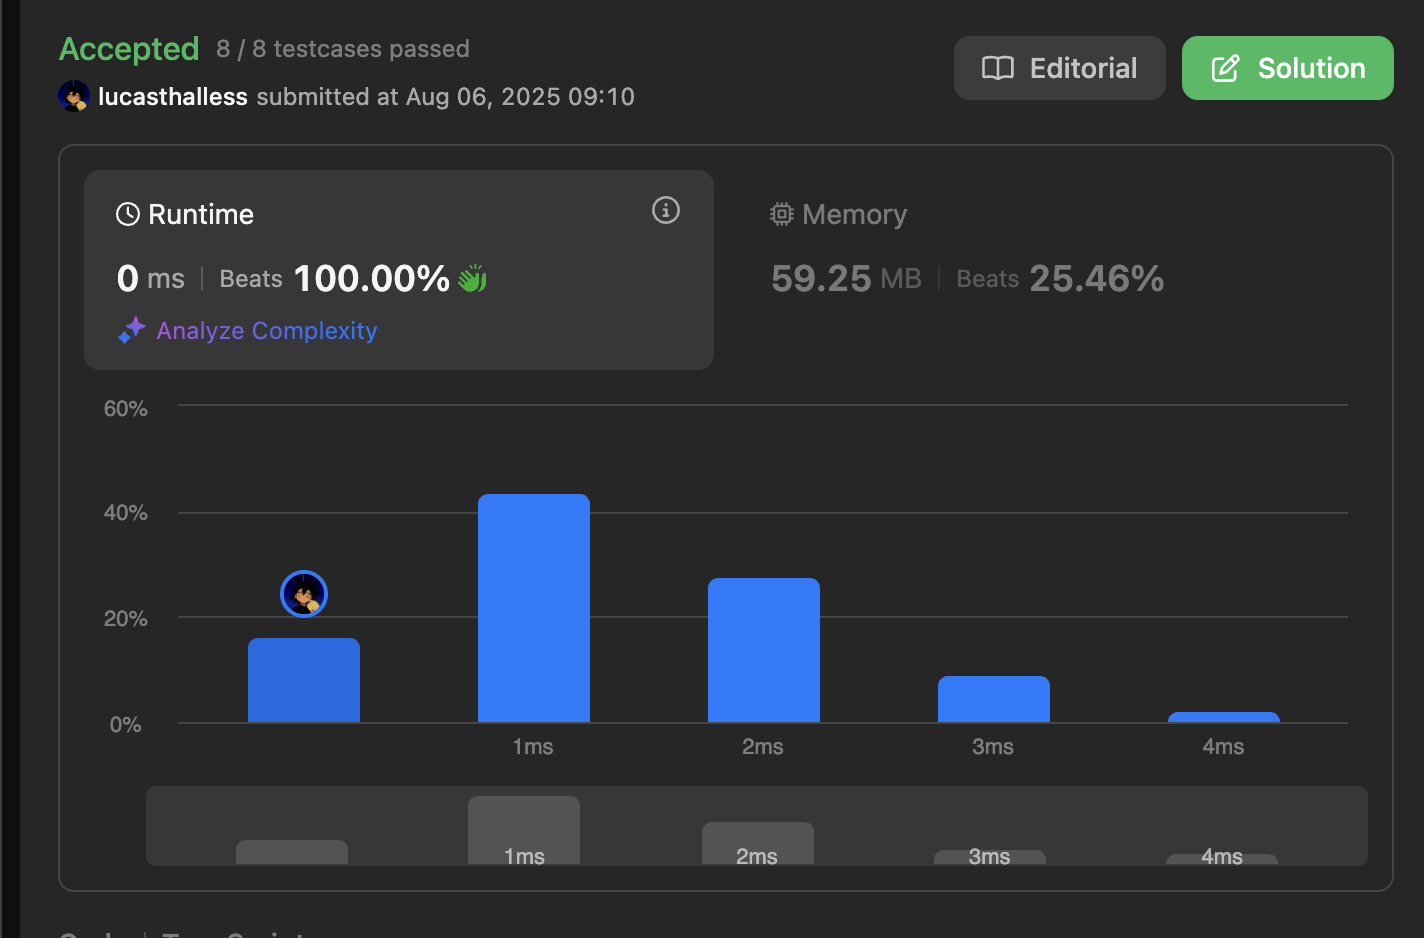 Accepted 8 / 8 testcases passed
Editorial
Solution
lucasthalless submitted at Aug 06, 2025 09:10
Runtime
0 ms | Beats 100.00%
Analyze Complexity
Memory
59.25 MB | Beats 25.46%
60%
40%
20%
0%
1ms 2ms 3ms 4ms
1ms 2ms 3ms 4ms